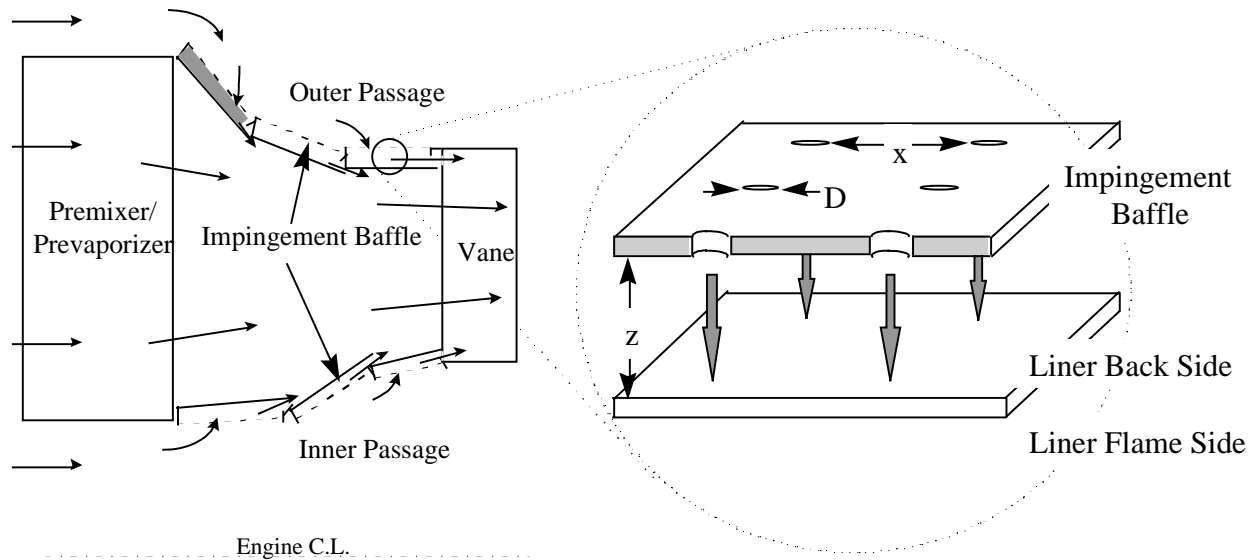 Outer Passage
Premixer/
Prevaporizer
Impingement Baffle
Vane
Inner Passage
Engine C.L.
x
D
z
Impingement
Baffle
Liner Back Side
Liner Flame Side